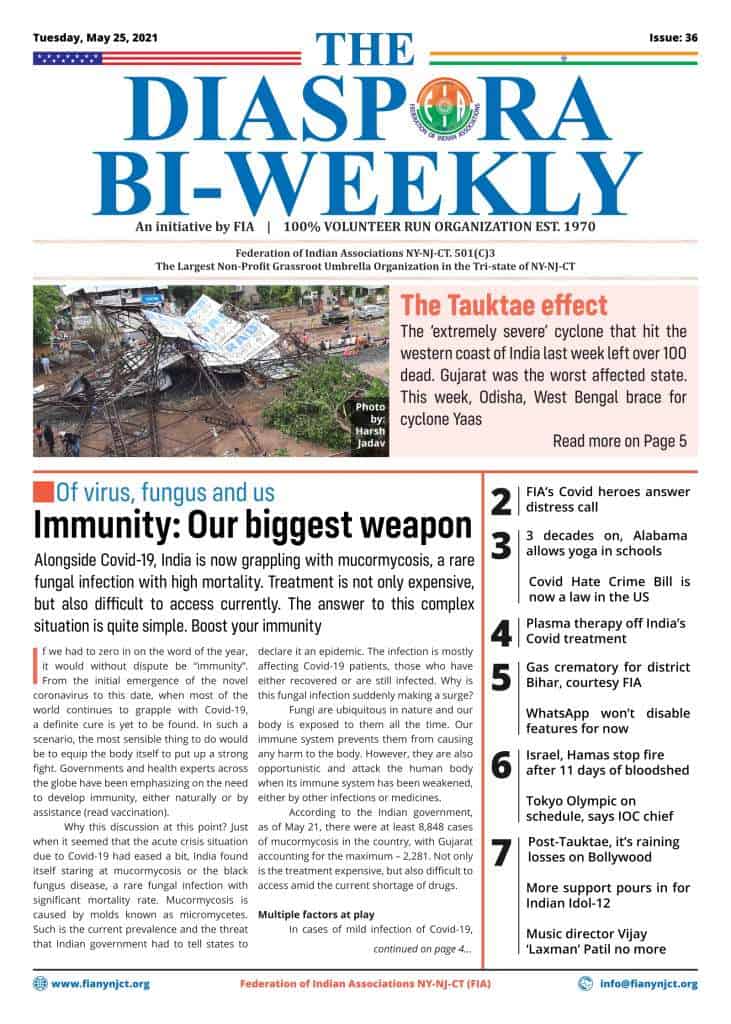 Tuesday, May 25, 2021
Issue: 36
THE
DIASPORA
BI-WEEKLY
FIA
FEDERATION OF INDIAN ASSOCIATIONS
An initiative by FIA | 100% VOLUNTEER RUN ORGANIZATION EST. 1970
Federation of Indian Associations NY-NJ-CT. 501(C)3
The Largest Non-Profit Grassroot Umbrella Organization in the Tri-state of NY-NJ-CT
Photo
by:
Harsh
Jadav
The Tauktae effect
The ‘extremely severe’ cyclone that hit the
western coast of India last week left over 100
dead. Gujarat was the worst affected state.
This week, Odisha, West Bengal brace for
cyclone Yaas
Read more on Page 5
Of virus, fungus and us
Immunity: Our biggest weapon
Alongside Covid-19, India is now grappling with mucormycosis, a rare
fungal infection with high mortality. Treatment is not only expensive,
but also difficult to access currently. The answer to this complex
situation is quite simple. Boost your immunity
If we had to zero in on the word of the year,
it would without dispute be “immunity”.
From the initial emergence of the novel
coronavirus to this date, when most of the
world continues to grapple with Covid-19,
a definite cure is yet to be found. In such a
scenario, the most sensible thing to do would
be to equip the body itself to put up a strong
fight. Governments and health experts across
the globe have been emphasizing on the need
to develop immunity, either naturally or by
assistance (read vaccination).
Why this discussion at this point? Just
when it seemed that the acute crisis situation
due to Covid-19 had eased a bit, India found
itself staring at mucormycosis or the black
fungus disease, a rare fungal infection with
significant mortality rate. Mucormycosis is
caused by molds known as micromycetes.
Such is the current prevalence and the threat
that Indian government had to tell states to
declare it an epidemic. The infection is mostly
affecting Covid-19 patients, those who have
either recovered or are still infected. Why is
this fungal infection suddenly making a surge?
Fungi are ubiquitous in nature and our
body is exposed to them all the time. Our
immune system prevents them from causing
any harm to the body. However, they are also
opportunistic and attack the human body
when its immune system has been weakened,
either by other infections or medicines.
According to the Indian government,
as of May 21, there were at least 8,848 cases
of mucormycosis in the country, with Gujarat
accounting for the maximum – 2,281. Not only
is the treatment expensive, but also difficult to
access amid the current shortage of drugs.
Multiple factors at play
In cases of mild infection of Covid-19,
continued on page 4...
2 FIA’s Covid heroes answer
distress call
3 3 decades on, Alabama
allows yoga in schools
Covid Hate Crime Bill is
now a law in the US
4 Plasma therapy off India’s
Covid treatment
5 Gas crematory for district
Bihar, courtesy FIA
WhatsApp won’t disable
features for now
6 Israel, Hamas stop fire
after 11 days of bloodshed
Tokyo Olympic on
schedule, says IOC chief
7 Post-Tauktae, it’s raining
losses on Bollywood
More support pours in for
Indian Idol-12
Music director Vijay
‘Laxman’ Patil no more
www.fianynjct.org
Federation of Indian Associations NY-NJ-CT (FIA)
info@fianynjct.org